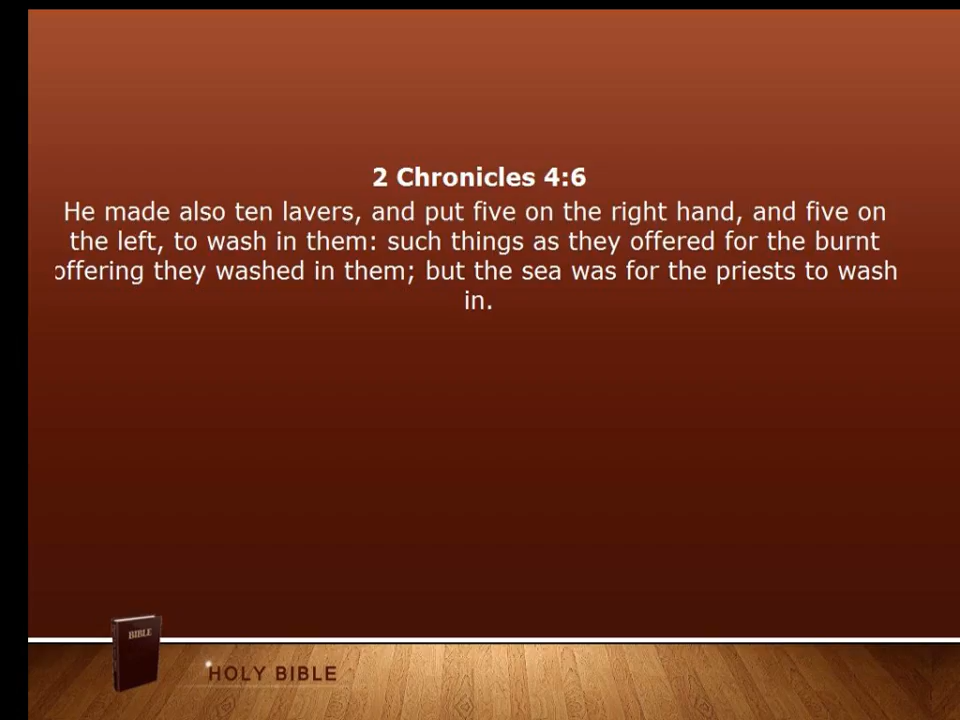 2 Chronicles 4:6
He made also ten lavers, and put five on the right hand, and five on
the left, to wash in them: such things as they offered for the burnt
offering they washed in them; but the sea was for the priests to wash
in.
BIBLE
HOLY BIBLE